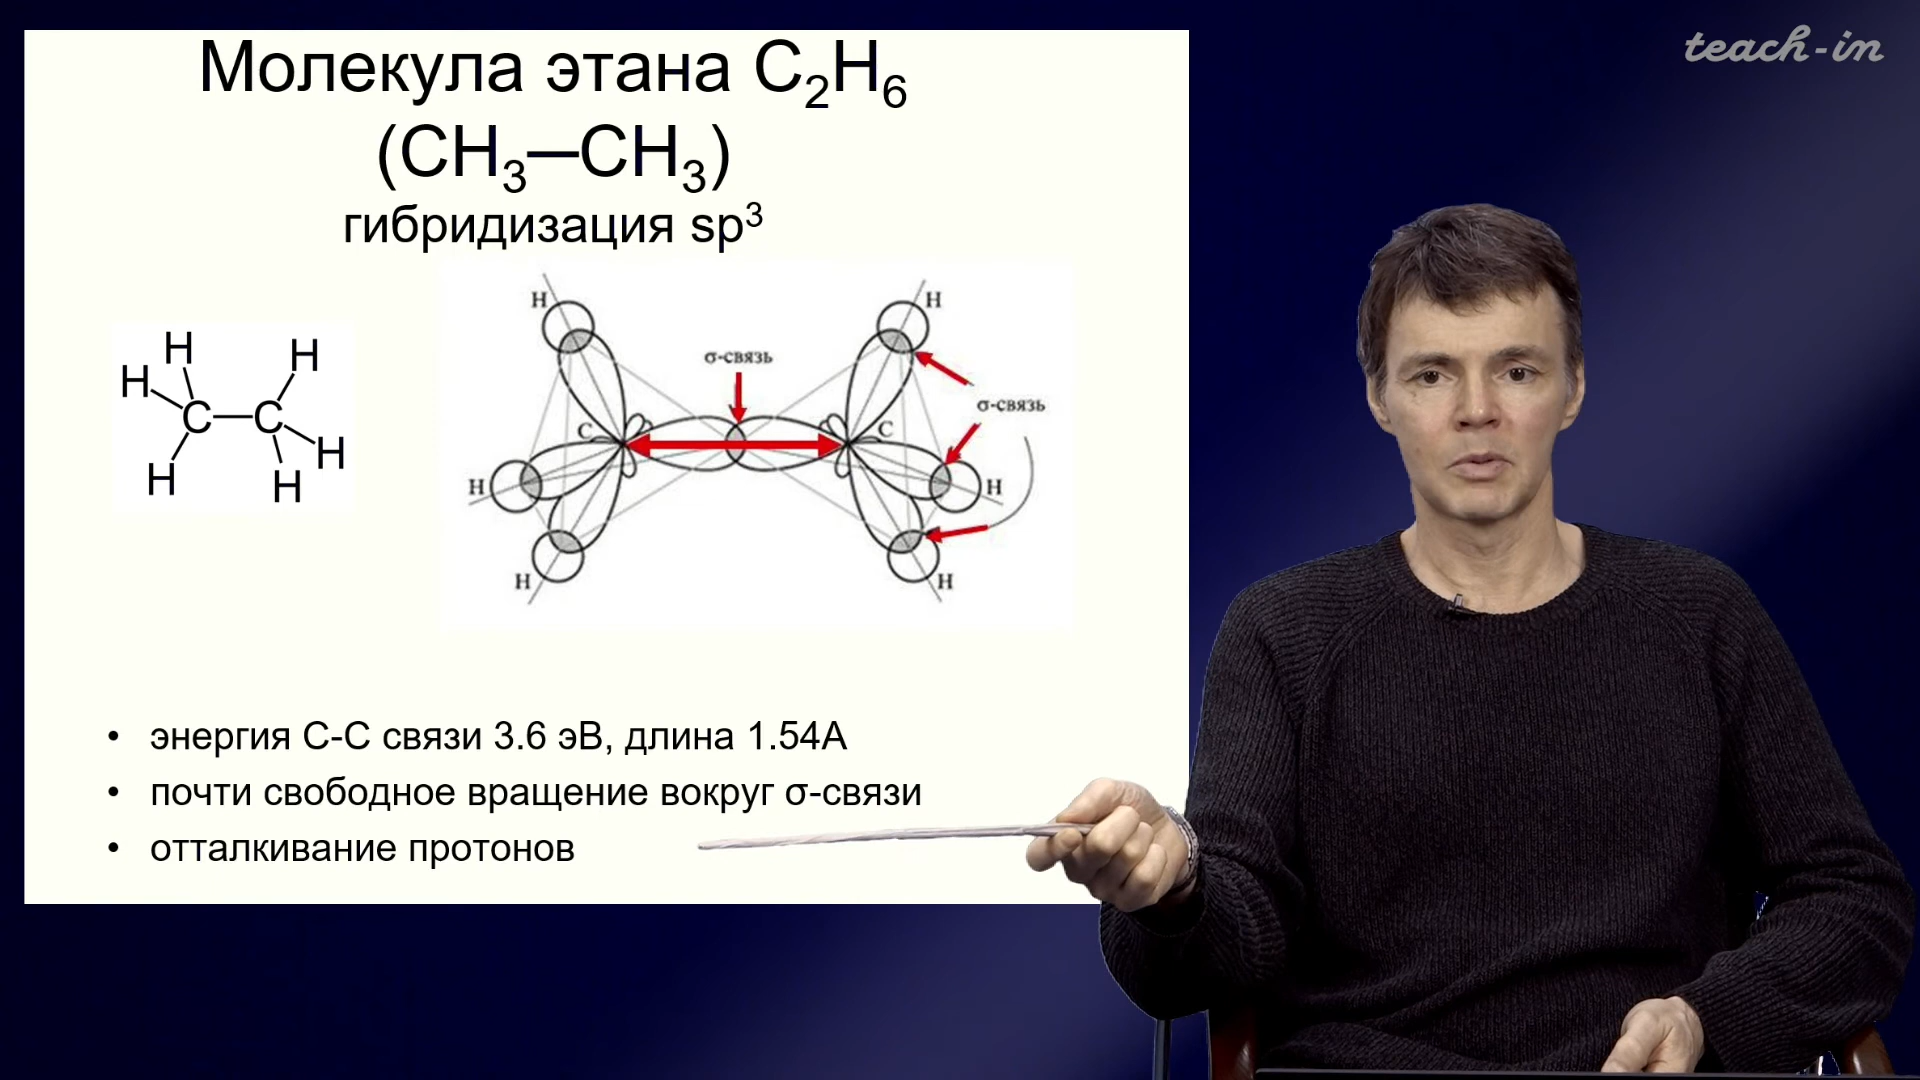 Молекула этана C₂H₆
(CH₃—CH₃)
гибридизация sp³
H
H
H
C
C
H
H
H
H
H
σ-связь
σ-связь
C
C
H
H
H
H
• энергия C-C связи 3.6 эВ, длина 1.54A
• почти свободное вращение вокруг σ-связи
• отталкивание протонов
teach-in